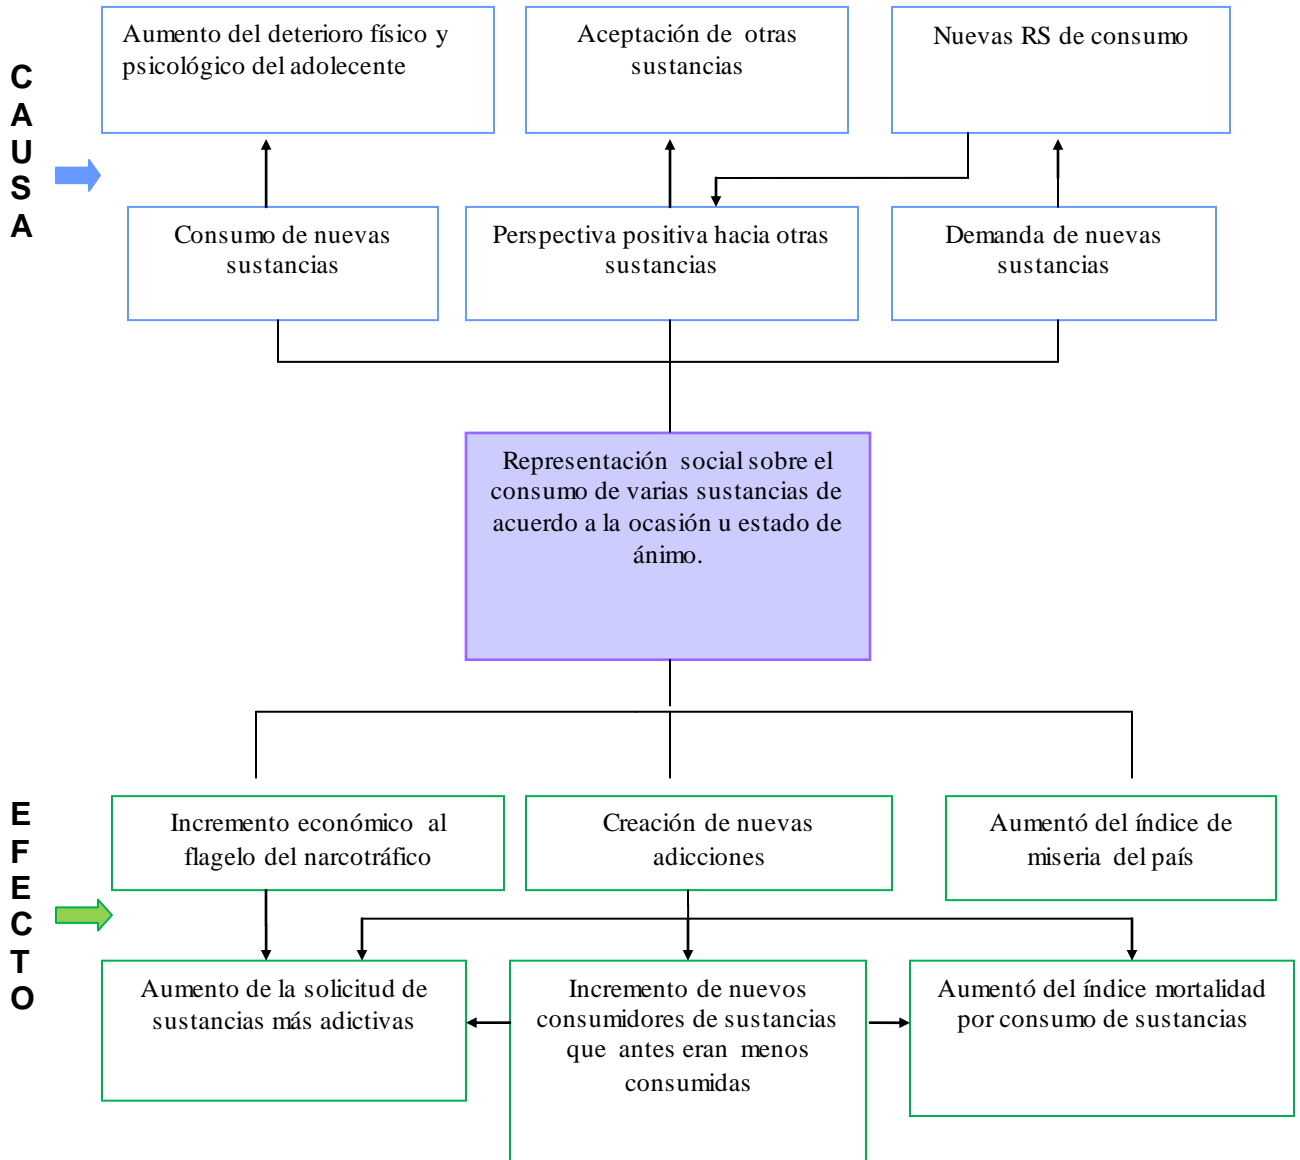 CAUSA
Aumento del deterioro físico y
psicológico del adolecente
Aceptación de otras
sustancias
Nuevas RS de consumo
Consumo de nuevas
sustancias
Perspectiva positiva hacia otras
sustancias
Demanda de nuevas
sustancias
Representación social sobre el
consumo de varias sustancias de
acuerdo a la ocasión u estado de
ánimo.
EFECTO
Incremento económico al
flagelo del narcotráfico
Creación de nuevas
adicciones
Aumentó del índice de
miseria del país
Aumento de la solicitud de
sustancias más adictivas
Incremento de nuevos
consumidores de sustancias
que antes eran menos
consumidas
Aumentó del índice mortalidad
por consumo de sustancias